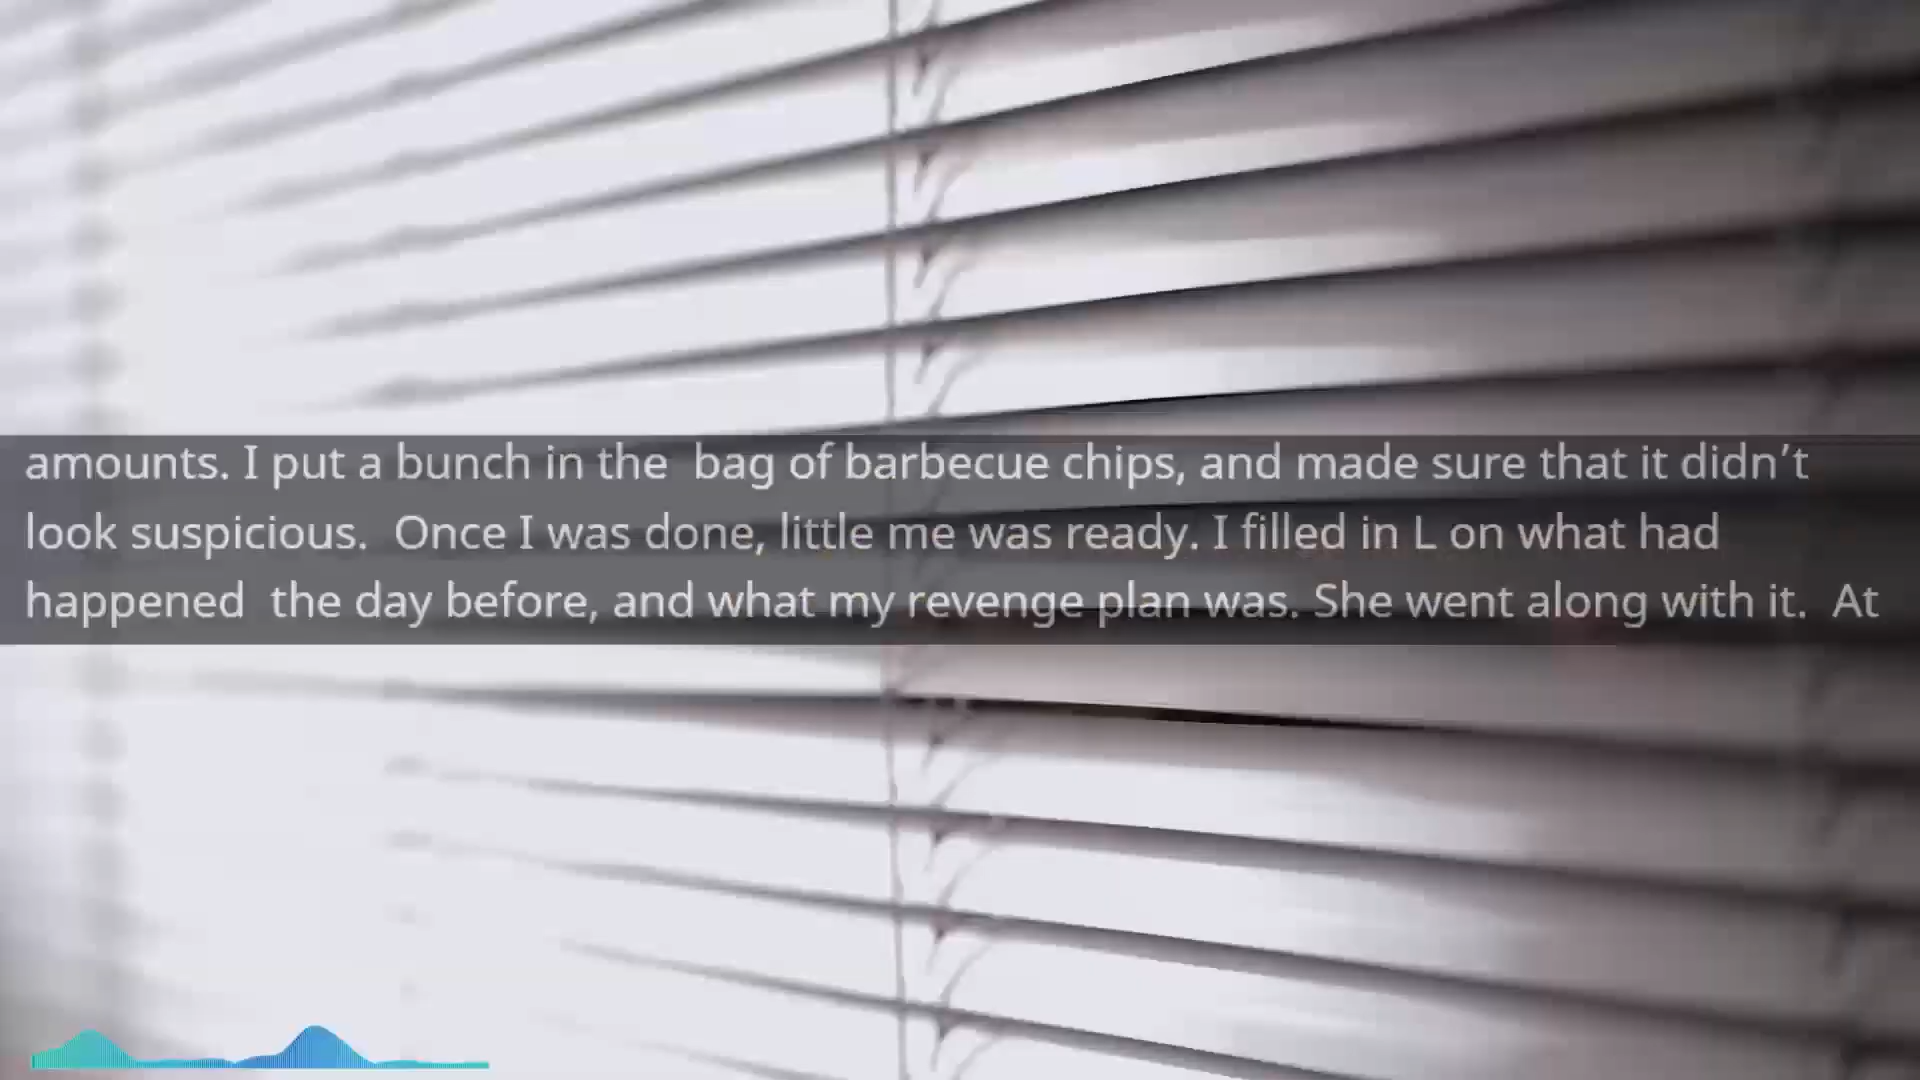 amounts. I put a bunch in the  bag of barbecue chips, and made sure that it didn’t
look suspicious.  Once I was done, little me was ready. I filled in L on what had
happened  the day before, and what my revenge plan was. She went along with it.  At